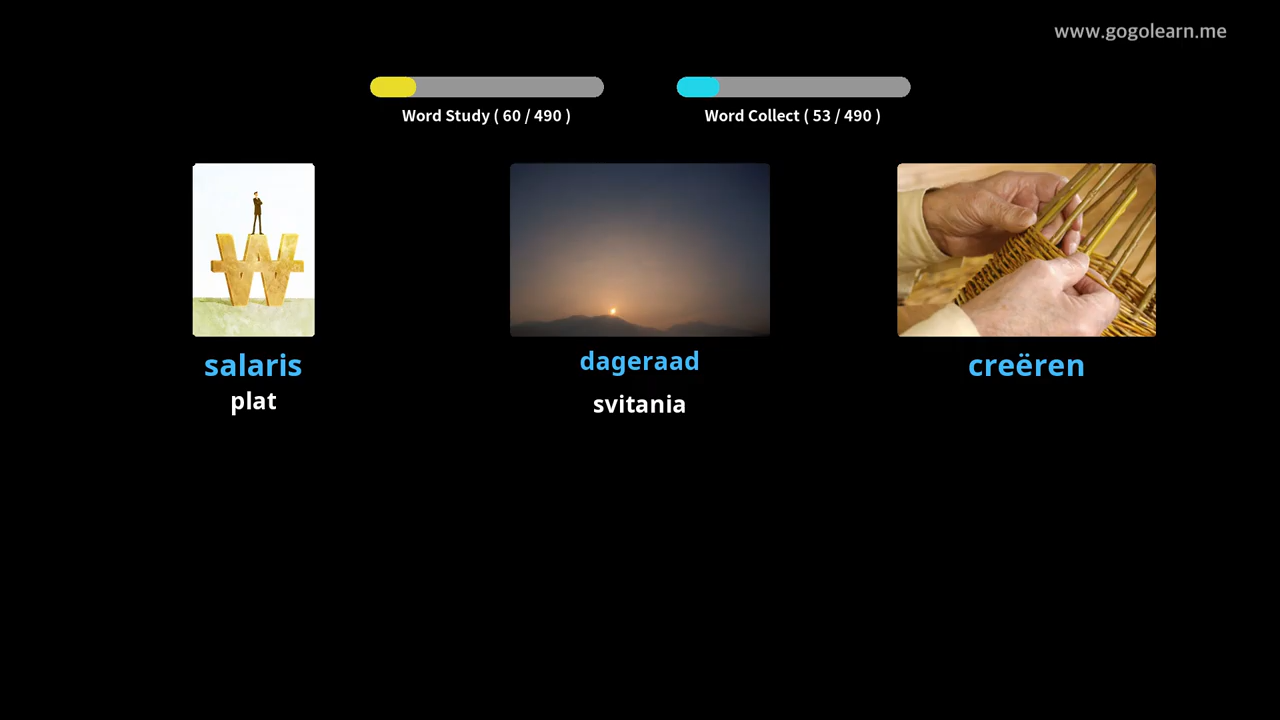 www.gogolearn.me
Word Study ( 60 / 490 )
Word Collect ( 53 / 490 )
salaris
plat
dageraad
svitania
creëren